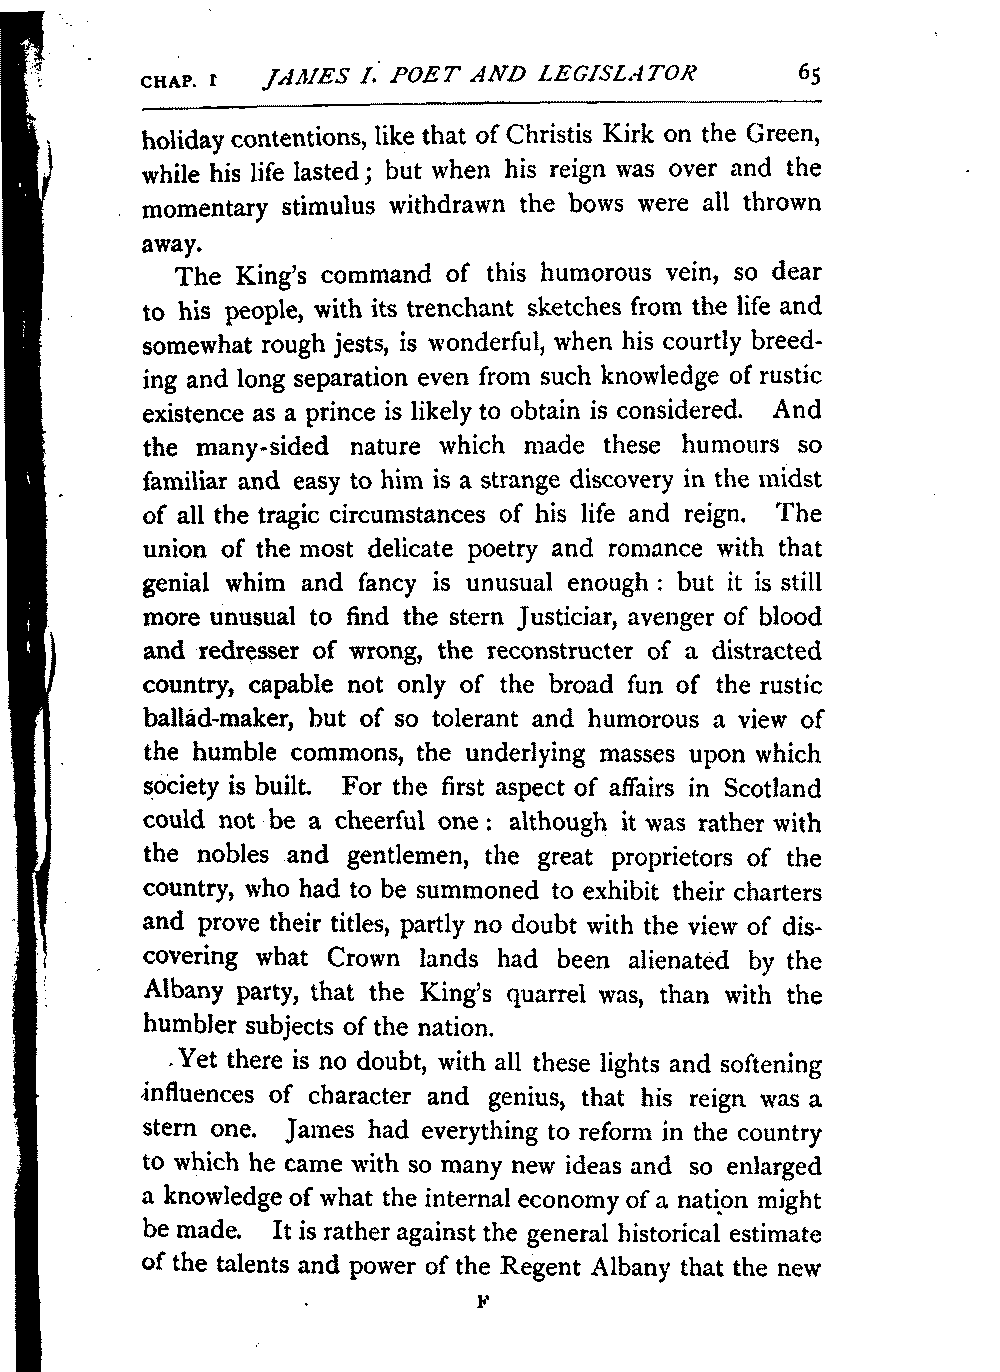 CHAP. I JAMES I. POET AND LEGISLATOR 65
holiday contentions, like that of Christis Kirk on the Green,
while his life lasted; but when his reign was over and the
momentary stimulus withdrawn the bows were all thrown
away.
The King's command of this humorous vein, so dear
to his people, with its trenchant sketches from the life and
somewhat rough jests, is wonderful, when his courtly breed-
ing and long separation even from such knowledge of rustic
existence as a prince is likely to obtain is considered. And
the many-sided nature which made these humours so
familiar and easy to him is a strange discovery in the midst
of all the tragic circumstances of his life and reign. The
union of the most delicate poetry and romance with that
genial whim and fancy is unusual enough: but it is still
more unusual to find the stern Justiciar, avenger of blood
and redresser of wrong, the reconstructer of a distracted
country, capable not only of the broad fun of the rustic
ballad-maker, but of so tolerant and humorous a view of
the humble commons, the underlying masses upon which
society is built. For the first aspect of affairs in Scotland
could not be a cheerful one: although it was rather with
the nobles and gentlemen, the great proprietors of the
country, who had to be summoned to exhibit their charters
and prove their titles, partly no doubt with the view of dis-
covering what Crown lands had been alienated by the
Albany party, that the King's quarrel was, than with the
humbler subjects of the nation.
Yet there is no doubt, with all these lights and softening
influences of character and genius, that his reign was a
stern one. James had everything to reform in the country
to which he came with so many new ideas and so enlarged
a knowledge of what the internal economy of a nation might
be made. It is rather against the general historical estimate
of the talents and power of the Regent Albany that the new
F